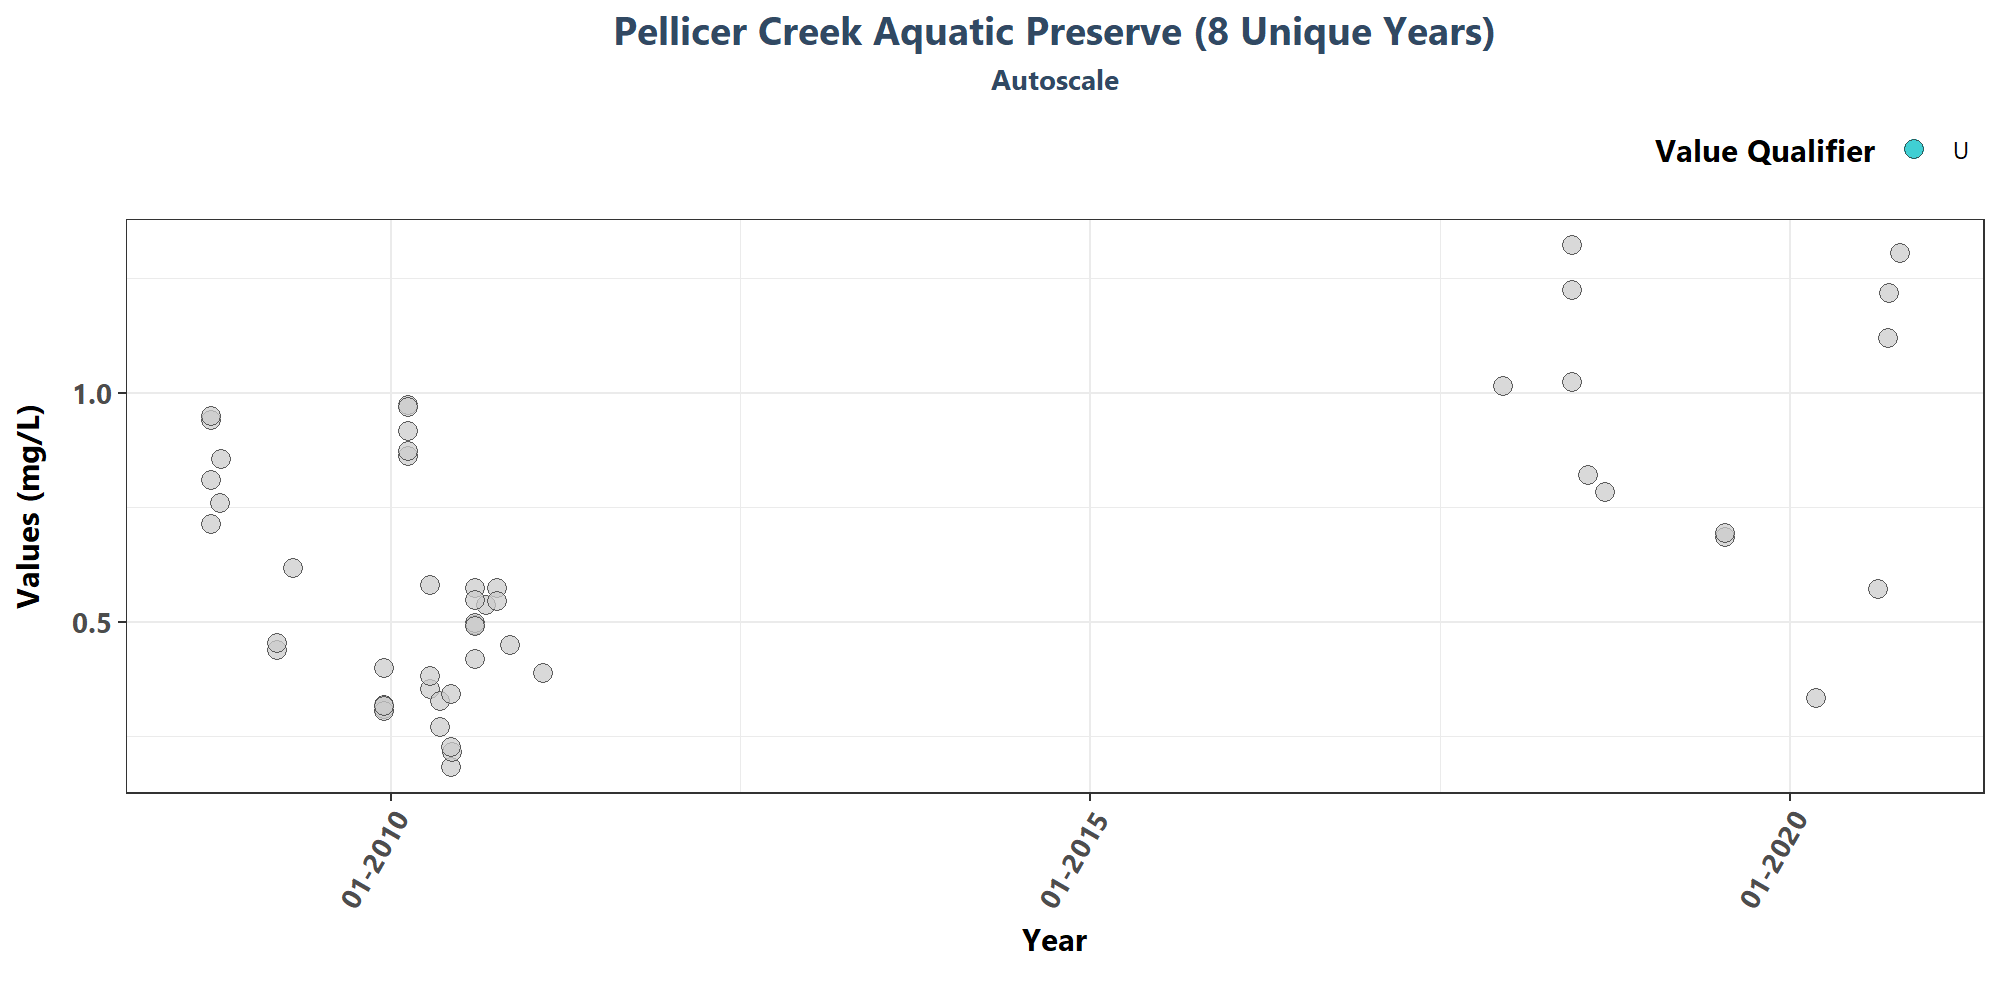 Pellicer Creek Aquatic Preserve (8 Unique Years)
Autoscale
Value Qualifier U
Values (mg/L)
1.0
0.5
01-2010
01-2015
01-2020
Year